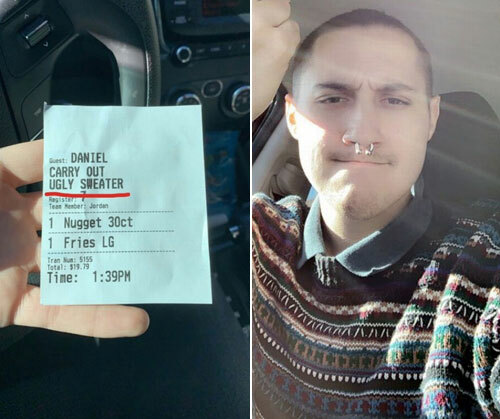 Guest: DANIEL
CARRY OUT
UGLY SWEATER
Register:
Team Member: Jordan
1 Nugget 30ct
1 Fries LG
Tran Num: 5155
Total: $19.79
Time: 1:39PM